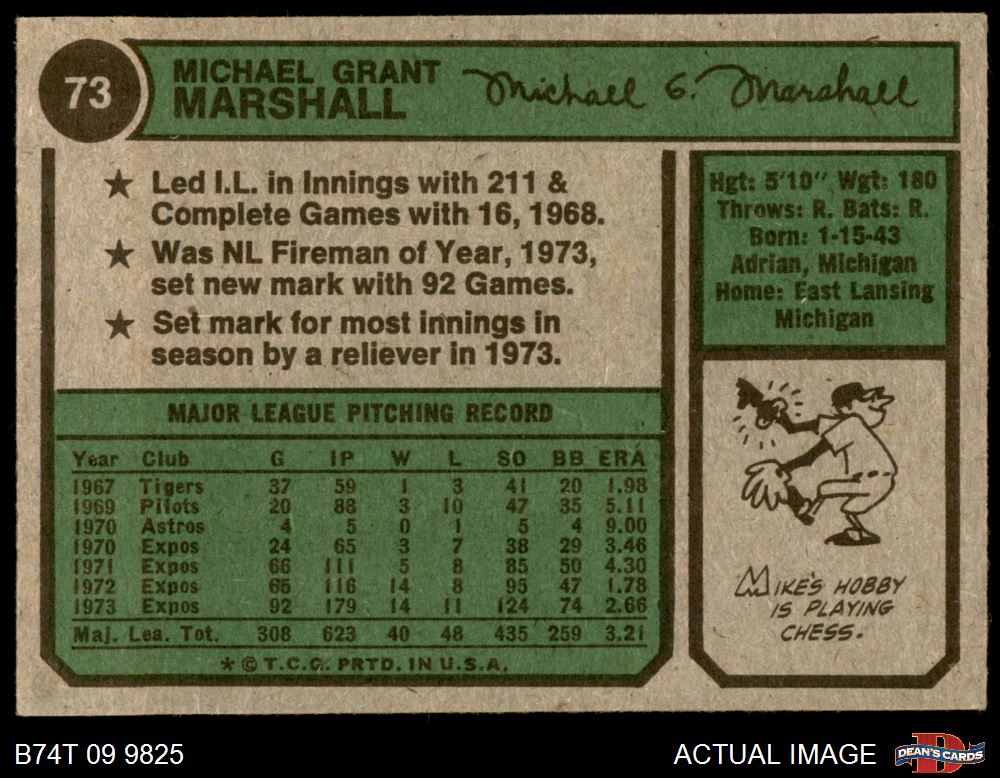 73
MICHAEL GRANT
MARSHALL
Michael G. Marshall
★ Led I.L. in Innings with 211 &
Complete Games with 16, 1968.
★ Was NL Fireman of Year, 1973,
set new mark with 92 Games.
★ Set mark for most innings in
season by a reliever in 1973.
Hgt: 5'10" Wgt: 180
Throws: R. Bats: R.
Born: 1-15-43
Adrian, Michigan
Home: East Lansing
Michigan
MAJOR LEAGUE PITCHING RECORD
Year Club G IP W L SO BB ERA
1967 Tigers 37 59 1 3 41 20 1.98
1969 Pilots 20 88 3 10 47 35 5.11
1970 Astros 4 5 0 1 5 4 9.00
1970 Expos 24 65 3 7 38 29 3.46
1971 Expos 66 111 5 8 85 50 4.30
1972 Expos 65 116 14 8 95 47 1.78
1973 Expos 92 179 14 11 124 74 2.66
Maj. Lea. Tot. 308 623 40 48 435 259 3.21
* © T.C.G. PRTD. IN U.S.A.
MIKE'S HOBBY
IS PLAYING
CHESS.
B74T 09 9825
ACTUAL IMAGE
DEAN'S CARDS